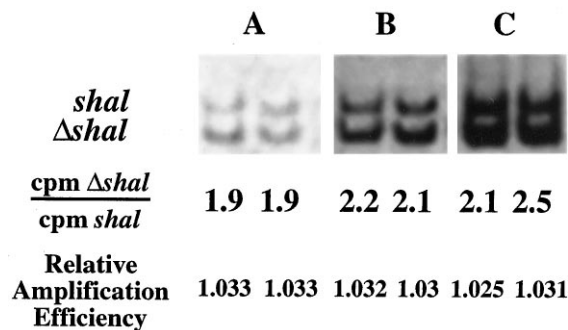 A B C
shal
Δshal
cpm Δshal
cpm shal
1.9 1.9 2.2 2.1 2.1 2.5
Relative
Amplification
Efficiency
1.033 1.033 1.032 1.03 1.025 1.031